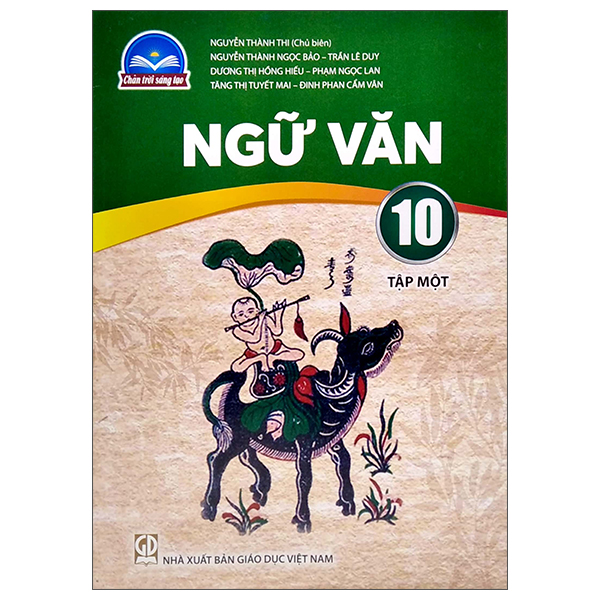 NGUYỄN THÀNH THI (Chủ biên)
NGUYỄN THÀNH NGỌC BẢO – TRẦN LÊ DUY
DƯƠNG THỊ HỒNG HIẾU – PHẠM NGỌC LAN
TĂNG THỊ TUYẾT MAI – ĐINH PHAN CẨM VÂN
Chân trời sáng tạo
NGỮ VĂN
10
TẬP MỘT
GD
NHÀ XUẤT BẢN GIÁO DỤC VIỆT NAM